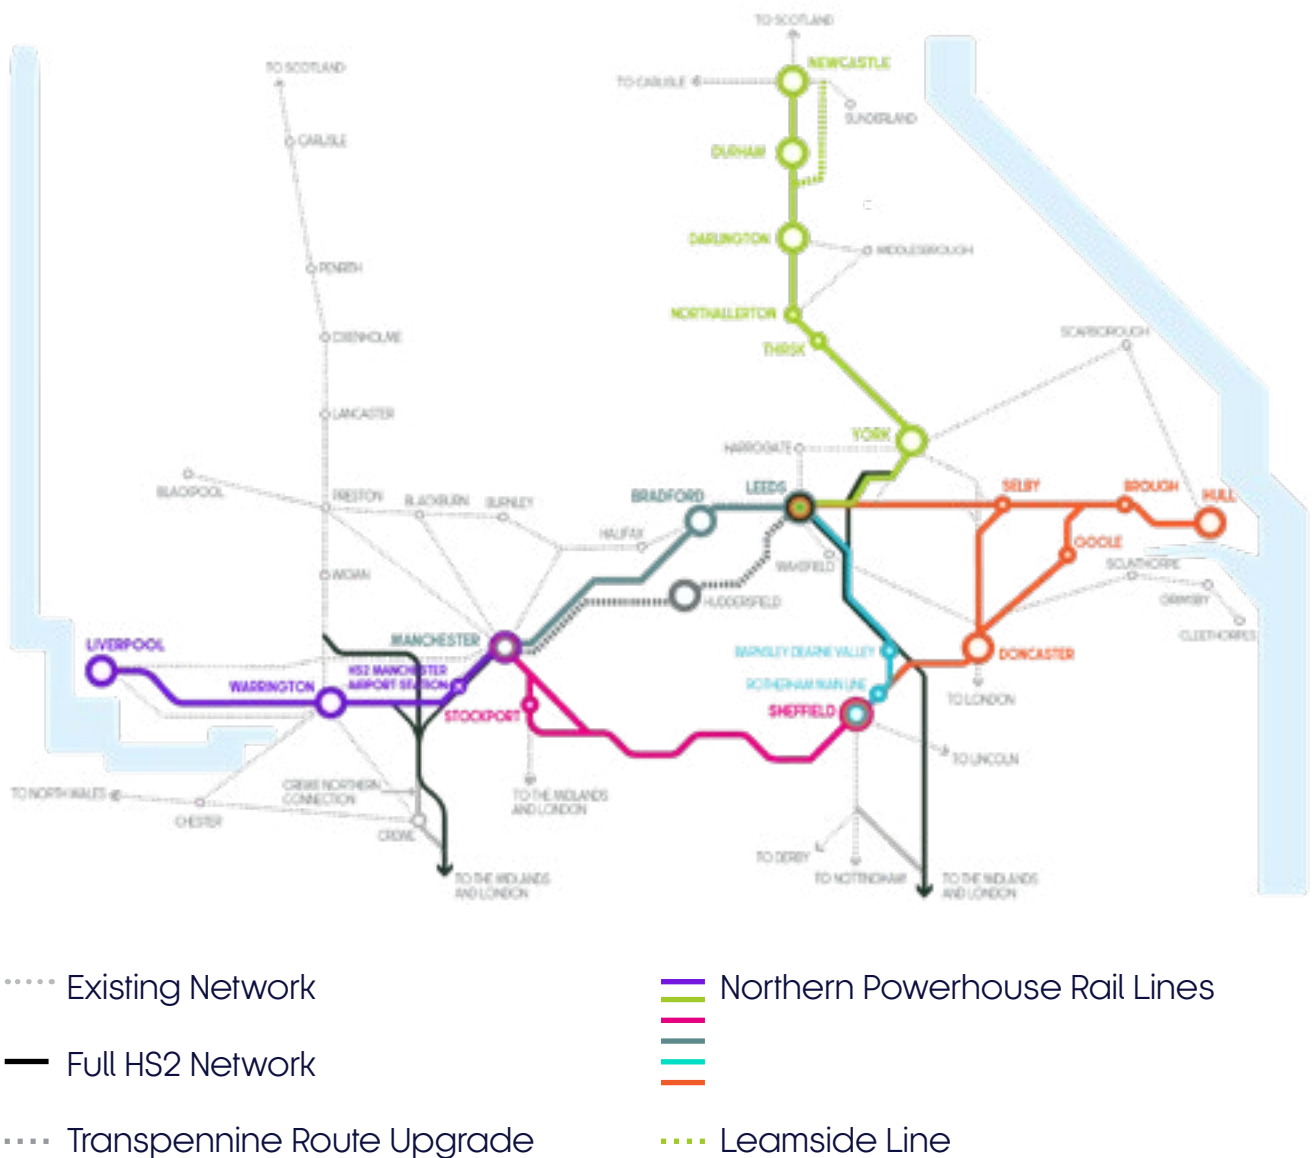 TO SCOTLAND
NEWCASTLE
TO SCOTLAND
TO CARLISLE
SUNDERLAND
CARLISLE
DURHAM
DARLINGTON
MIDDLESBROUGH
PENRITH
NORTHALLERTON
OXENHOLME
THIRSK
SCARBOROUGH
LANCASTER
YORK
HARROGATE
BLACKPOOL
PRESTON
BLACKBURN
BURNLEY
BRADFORD
LEEDS
SELBY
BROUGH
HULL
HALIFAX
GOOLE
WAKEFIELD
SCUNTHORPE
WIGAN
HUDDERSFIELD
GRIMSBY
CLEETHORPES
LIVERPOOL
MANCHESTER
BARNSLEY DEARNE VALLEY
DONCASTER
HS2 MANCHESTER
AIRPORT STATION
WARRINGTON
ROTHERHAM MAIN LINE
TO LONDON
STOCKPORT
SHEFFIELD
TO LINCOLN
TO NORTH WALES
CREWE NORTHERN
CONNECTION
TO THE MIDLANDS
AND LONDON
CHESTER
CREWE
TO DERBY
TO NOTTINGHAM
TO THE MIDLANDS
AND LONDON
TO THE MIDLANDS
AND LONDON
Existing Network
Northern Powerhouse Rail Lines
Full HS2 Network
Transpennine Route Upgrade
Leamside Line